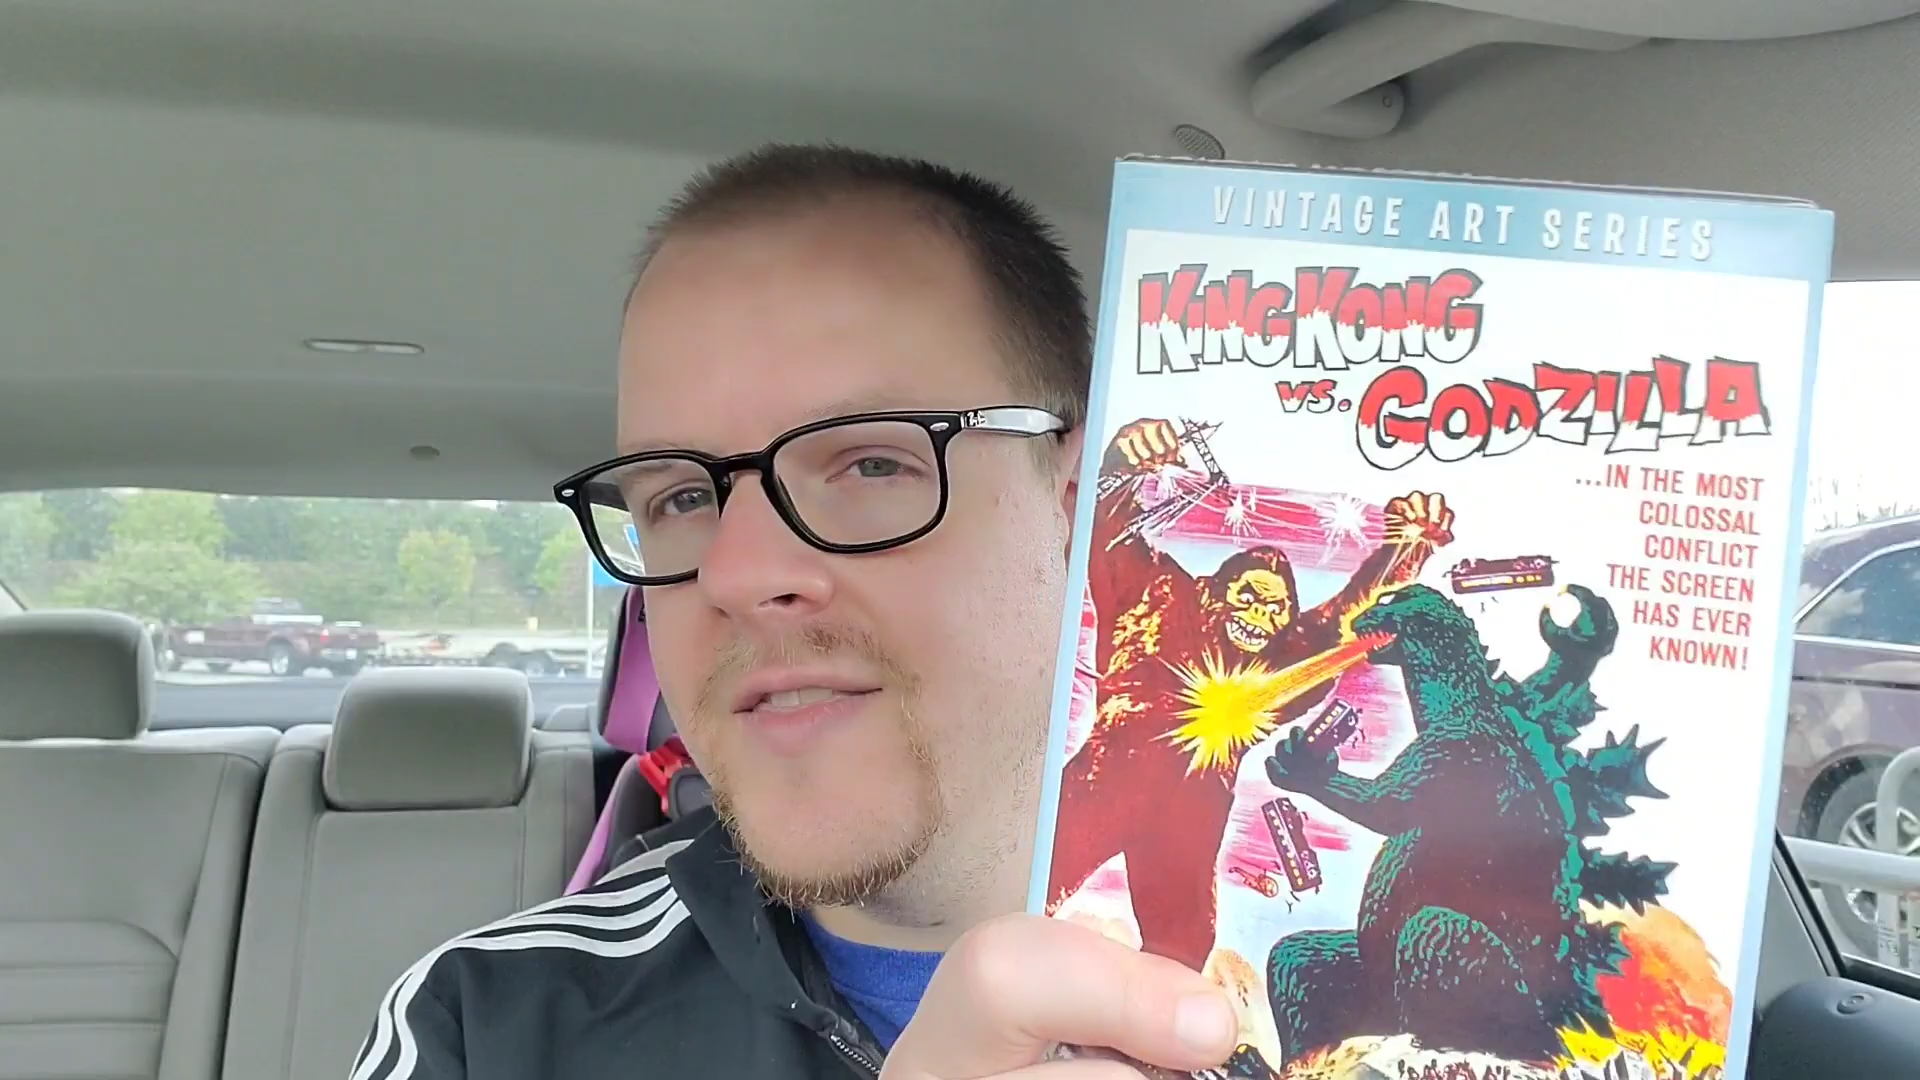 VINTAGE ART SERIES
KING KONG
VS. GODZILLA
...IN THE MOST
COLOSSAL
CONFLICT
THE SCREEN
HAS EVER
KNOWN!